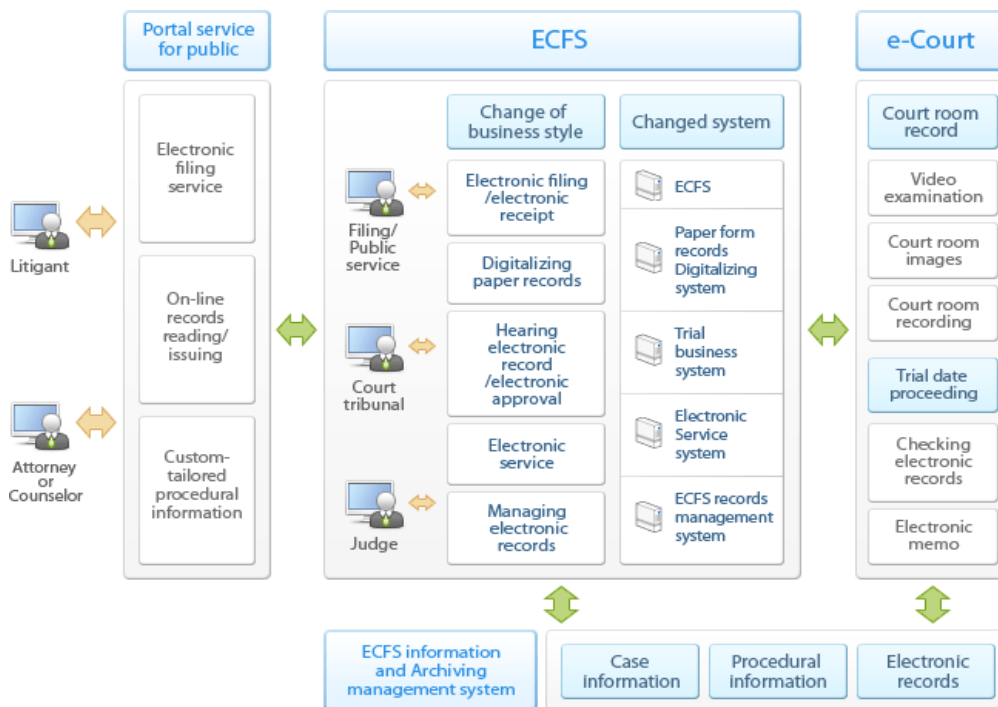 Portal service
for public
ECFS
e-Court
Litigant
Attorney
or
Counselor
Electronic
filing
service
On-line
records
reading/
issuing
Custom-
tailored
procedural
information
Filing/
Public
service
Court
tribunal
Judge
Change of
business style
Electronic filing
/electronic
receipt
Digitalizing
paper records
Hearing
electronic
record
/electronic
approval
Electronic
service
Managing
electronic
records
Changed system
ECFS
Paper form
records
Digitalizing
system
Trial
business
system
Electronic
Service
system
ECFS records
management
system
Court room
record
Video
examination
Court room
images
Court room
recording
Trial date
proceeding
Checking
electronic
records
Electronic
memo
ECFS information
and Archiving
management system
Case
information
Procedural
information
Electronic
records